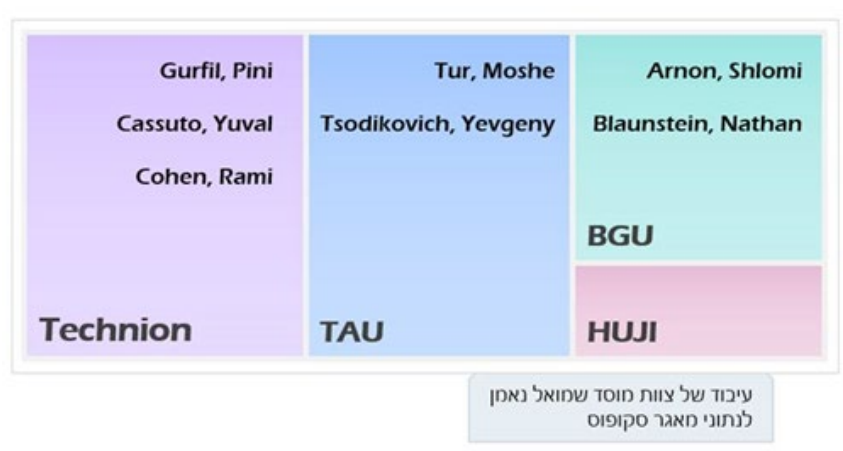 Gurfil, Pini
Cassuto, Yuval
Cohen, Rami
Technion
Tur, Moshe
Tsodikovich, Yevgeny
TAU
Arnon, Shlomi
Blaunstein, Nathan
BGU
HUJI
עיבוד של צוות מוסד שמואל נאמן
לנתוני מאגר סקופוס